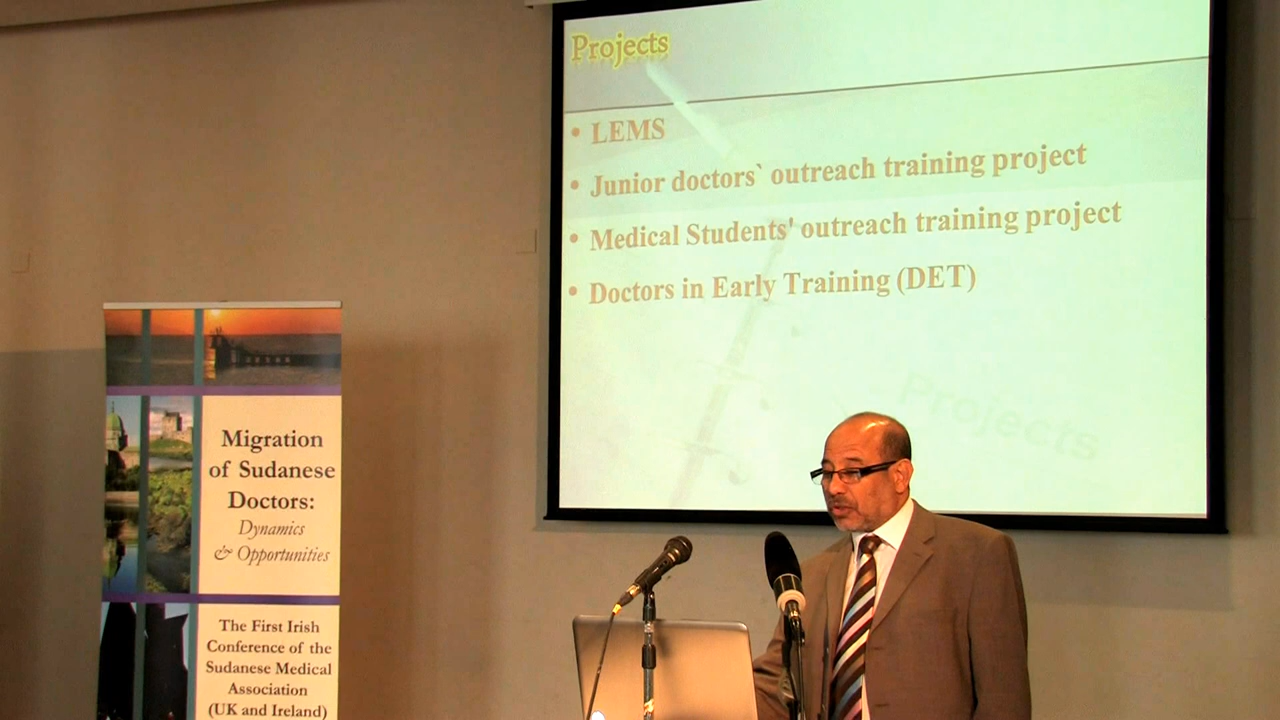 Projects
• LEMS
• Junior doctors` outreach training project
• Medical Students' outreach training project
• Doctors in Early Training (DET)
Projects
Migration
of Sudanese
Doctors:
Dynamics
& Opportunities
The First Irish
Conference of the
Sudanese Medical
Association
(UK and Ireland)